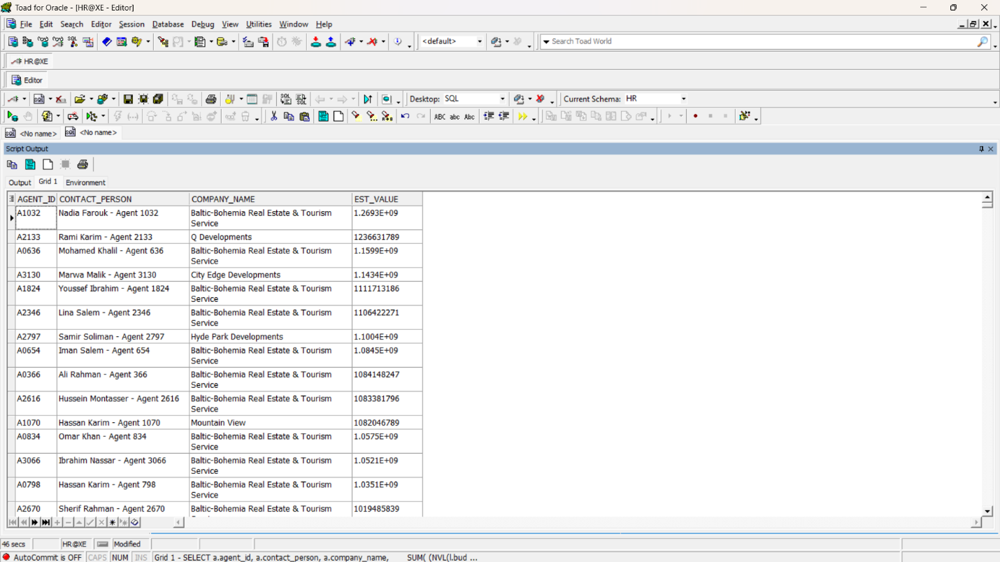 Toad for Oracle - [HR@XE - Editor]
File Edit Search Editor Session Database Debug View Utilities Window Help
<default> Search Toad World
HR@XE
Editor
Desktop: SQL Current Schema: HR
ABC abc Abc
<No name> <No name>
Script Output
Output Grid 1 Environment
AGENT_ID CONTACT_PERSON COMPANY_NAME EST_VALUE
A1032 Nadia Farouk - Agent 1032 Baltic-Bohemia Real Estate & Tourism 1.2693E+09
Service
A2133 Rami Karim - Agent 2133 Q Developments 1236631789
A0636 Mohamed Khalil - Agent 636 Baltic-Bohemia Real Estate & Tourism 1.1599E+09
Service
A3130 Marwa Malik - Agent 3130 City Edge Developments 1.1434E+09
A1824 Youssef Ibrahim - Agent 1824 Baltic-Bohemia Real Estate & Tourism 1111713186
Service
A2346 Lina Salem - Agent 2346 Baltic-Bohemia Real Estate & Tourism 1106422271
Service
A2797 Samir Soliman - Agent 2797 Hyde Park Developments 1.1004E+09
A0654 Iman Salem - Agent 654 Baltic-Bohemia Real Estate & Tourism 1.0845E+09
Service
A0366 Ali Rahman - Agent 366 Baltic-Bohemia Real Estate & Tourism 1084148247
Service
A2616 Hussein Montasser - Agent 2616 Baltic-Bohemia Real Estate & Tourism 1083381796
Service
A1070 Hassan Karim - Agent 1070 Mountain View 1082046789
A0834 Omar Khan - Agent 834 Baltic-Bohemia Real Estate & Tourism 1.0575E+09
Service
A3066 Ibrahim Nassar - Agent 3066 Baltic-Bohemia Real Estate & Tourism 1.0521E+09
Service
A0798 Hassan Karim - Agent 798 Baltic-Bohemia Real Estate & Tourism 1.0351E+09
Service
A2670 Sherif Rahman - Agent 2670 Baltic-Bohemia Real Estate & Tourism 1019485839
46 secs HR@XE Modified
AutoCommit is OFF CAPS NUM INS Grid 1 - SELECT a.agent_id, a.contact_person, a.company_name, SUM( (NVL(l.bud ...